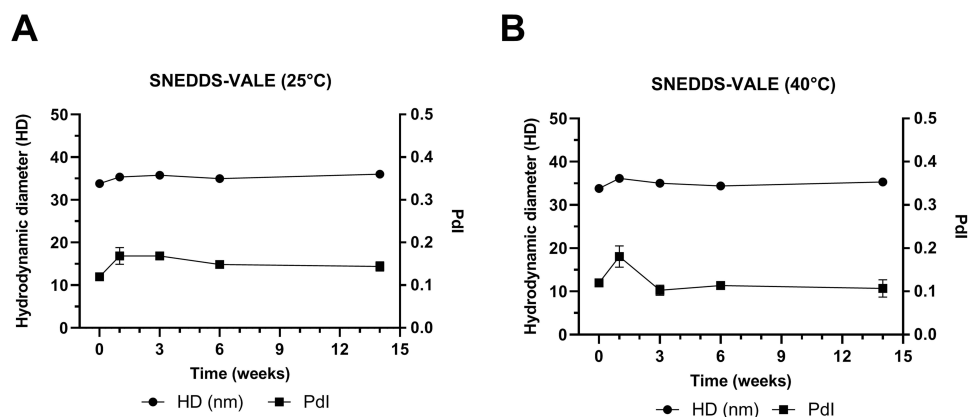 A
SNEDDS-VALE (25°C)
Hydrodynamic diameter (HD)
50
40
30
20
10
0
0.5
0.4
0.3
0.2
0.1
0.0
PdI
0 3 6 9 12 15
Time (weeks)
HD (nm) PdI
B
SNEDDS-VALE (40°C)
Hydrodynamic diameter (HD)
50
40
30
20
10
0
0.5
0.4
0.3
0.2
0.1
0.0
PdI
0 3 6 9 12 15
Time (weeks)
HD (nm) PdI